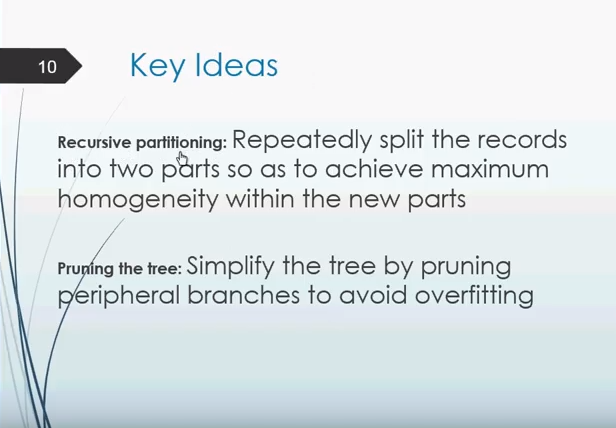 10
Key Ideas
Recursive partitioning: Repeatedly split the records
into two parts so as to achieve maximum
homogeneity within the new parts
Pruning the tree: Simplify the tree by pruning
peripheral branches to avoid overfitting